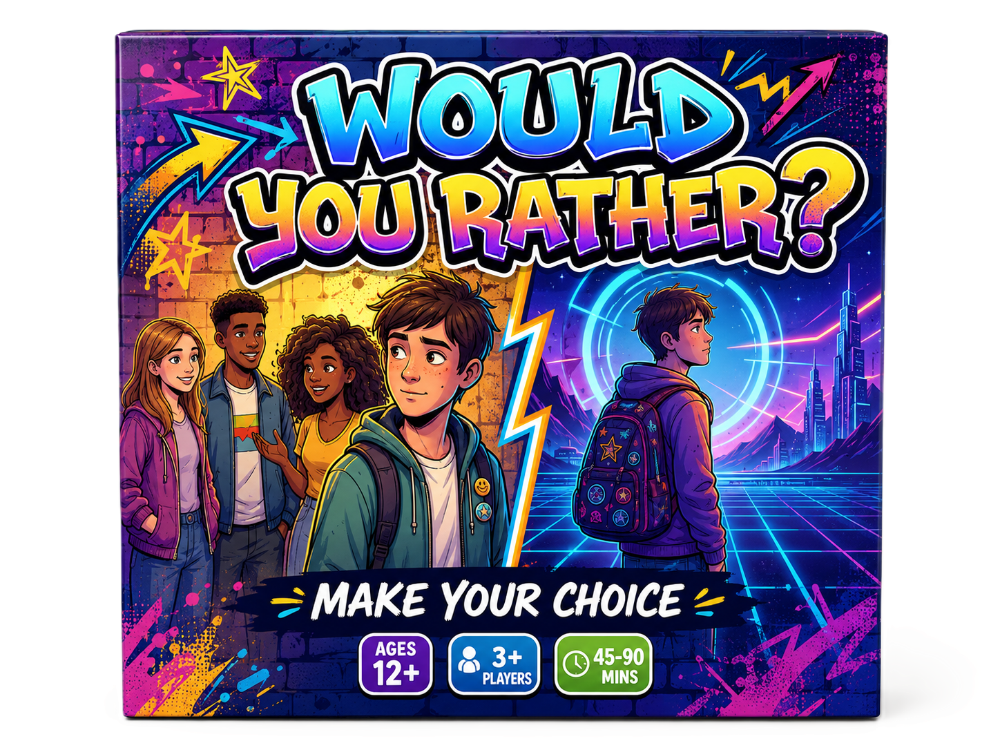 WOULD
YOU RATHER?
MAKE YOUR CHOICE
AGES
12+
3+
PLAYERS
45-90
MINS